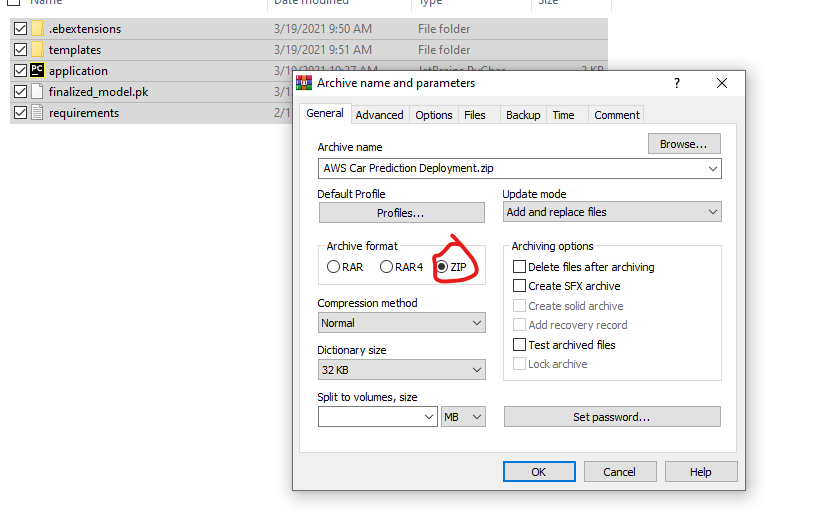 Name Date modified Type Size
.ebextensions 3/19/2021 9:50 AM File folder
templates 3/19/2021 9:51 AM File folder
application 3/19/2021 10:27 AM JetBrains PyChar... 2 KB
finalized_model.pk 3/1
requirements 2/1
Archive name and parameters
General Advanced Options Files Backup Time Comment
Archive name Browse...
AWS Car Prediction Deployment.zip
Default Profile Update mode
Profiles... Add and replace files
Archive format Archiving options
RAR RAR4 ZIP Delete files after archiving
Create SFX archive
Compression method Create solid archive
Normal Add recovery record
Dictionary size Test archived files
32 KB Lock archive
Split to volumes, size
MB Set password...
OK Cancel Help